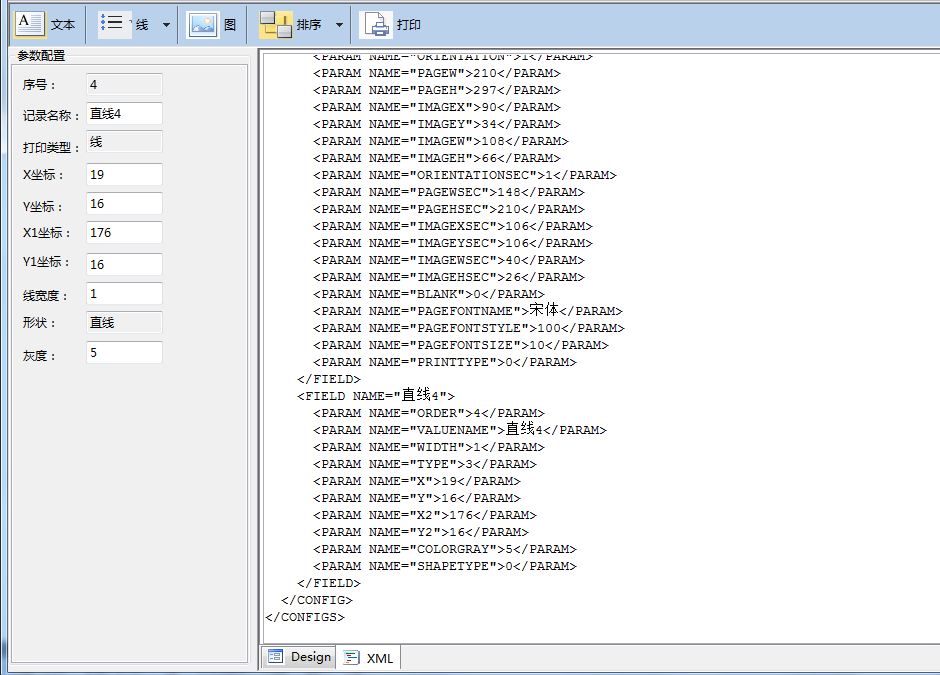 A 文本 线 图 排序 打印
参数配置
序号： 4
记录名称： 直线4
打印类型： 线
X坐标： 19
Y坐标： 16
X1坐标： 176
Y1坐标： 16
线宽度： 1
形状： 直线
灰度： 5
<PARAM NAME="ORIENTATION">1</PARAM>
<PARAM NAME="PAGEW">210</PARAM>
<PARAM NAME="PAGEH">297</PARAM>
<PARAM NAME="IMAGEX">90</PARAM>
<PARAM NAME="IMAGEY">34</PARAM>
<PARAM NAME="IMAGEW">108</PARAM>
<PARAM NAME="IMAGEH">66</PARAM>
<PARAM NAME="ORIENTATIONSEC">1</PARAM>
<PARAM NAME="PAGEWSEC">148</PARAM>
<PARAM NAME="PAGEHSEC">210</PARAM>
<PARAM NAME="IMAGEXSEC">106</PARAM>
<PARAM NAME="IMAGEYSEC">106</PARAM>
<PARAM NAME="IMAGEWSEC">40</PARAM>
<PARAM NAME="IMAGEHSEC">26</PARAM>
<PARAM NAME="BLANK">0</PARAM>
<PARAM NAME="PAGEFONTNAME">宋体</PARAM>
<PARAM NAME="PAGEFONTSTYLE">100</PARAM>
<PARAM NAME="PAGEFONTSIZE">10</PARAM>
<PARAM NAME="PRINTTYPE">0</PARAM>
</FIELD>
<FIELD NAME="直线4">
<PARAM NAME="ORDER">4</PARAM>
<PARAM NAME="VALUENAME">直线4</PARAM>
<PARAM NAME="WIDTH">1</PARAM>
<PARAM NAME="TYPE">3</PARAM>
<PARAM NAME="X">19</PARAM>
<PARAM NAME="Y">16</PARAM>
<PARAM NAME="X2">176</PARAM>
<PARAM NAME="Y2">16</PARAM>
<PARAM NAME="COLORGRAY">5</PARAM>
<PARAM NAME="SHAPETYPE">0</PARAM>
</FIELD>
</CONFIG>
</CONFIGS>
Design XML